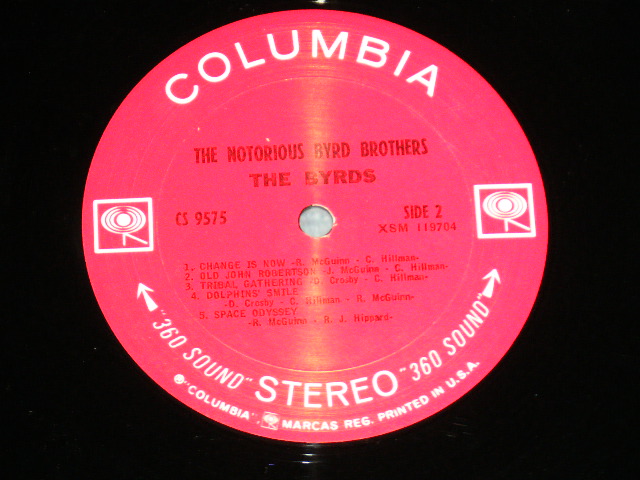 COLUMBIA
THE NOTORIOUS BYRD BROTHERS
THE BYRDS
CS 9575
SIDE 2
XSM 119704
1. CHANGE IS NOW -R. McGuinn - C. Hillman-
2. OLD JOHN ROBERTSON -J. McGuinn - C. Hillman-
3. TRIBAL GATHERING -D. Crosby - C. Hillman-
4. DOLPHINS' SMILE
-D. Crosby - C. Hillman - R. McGuinn-
5. SPACE ODYSSEY
-R. McGuinn - R. J. Hippard-
"360 SOUND" STEREO "360 SOUND"
℗ "COLUMBIA", MARCAS REG. PRINTED IN U.S.A.